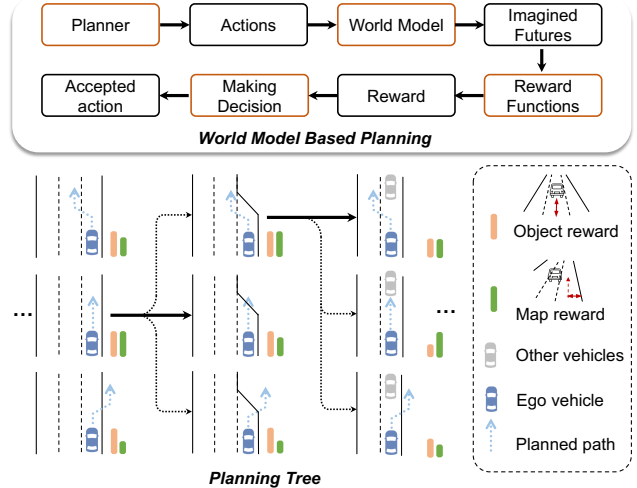 Planner
Actions
World Model
Imagined
Futures
Accepted
action
Making
Decision
Reward
Reward
Functions
World Model Based Planning
...
...
Object reward
Map reward
Other vehicles
Ego vehicle
Planned path
Planning Tree